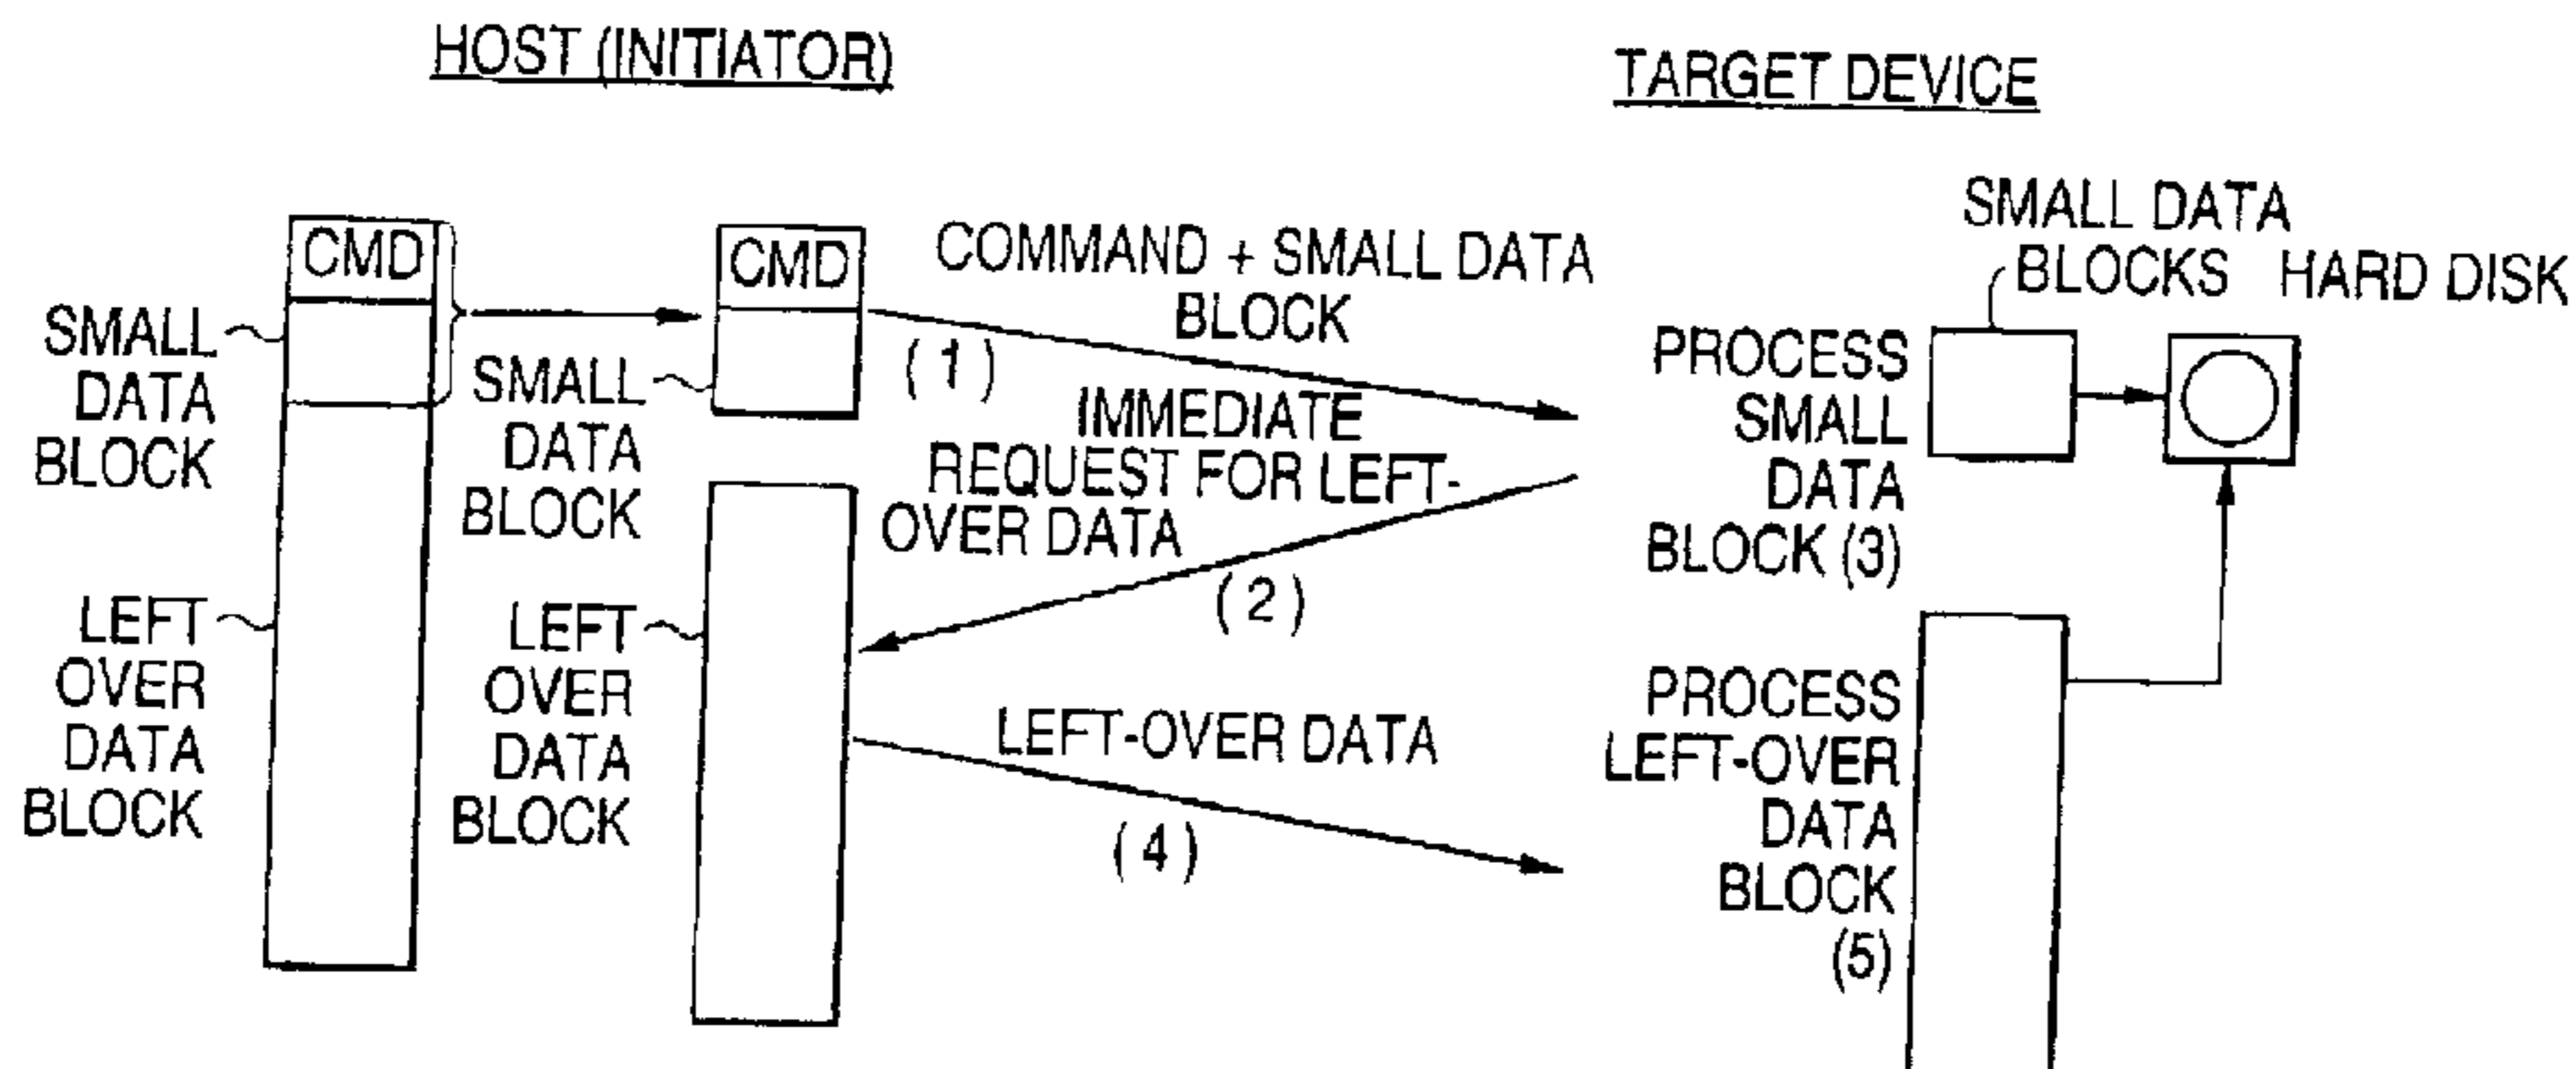 HOST (INITIATOR)
TARGET DEVICE
CMD
SMALL
DATA
BLOCK
LEFT
OVER
DATA
BLOCK
CMD
SMALL
DATA
BLOCK
LEFT
OVER
DATA
BLOCK
COMMAND + SMALL DATA
BLOCK
(1)
IMMEDIATE
REQUEST FOR LEFT-
OVER DATA
(2)
LEFT-OVER DATA
(4)
SMALL DATA
BLOCKS
HARD DISK
PROCESS
SMALL
DATA
BLOCK (3)
PROCESS
LEFT-OVER
DATA
BLOCK
(5)